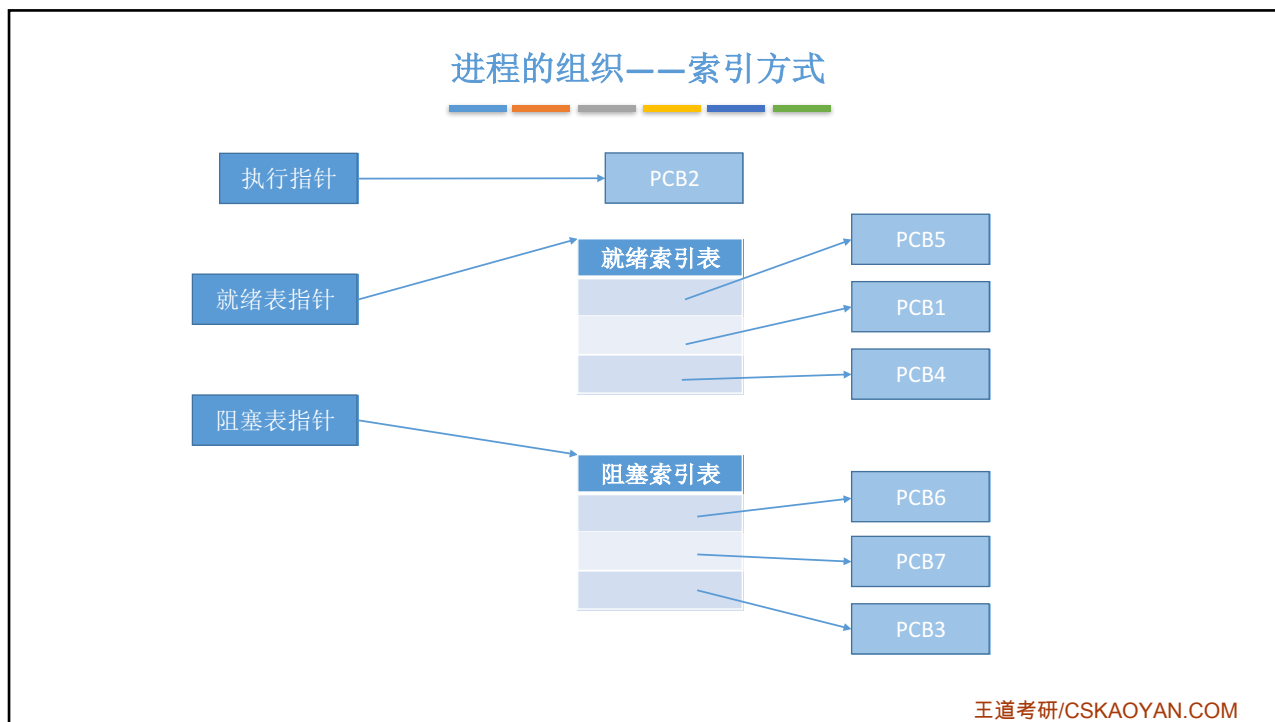 进程的组织——索引方式
执行指针
PCB2
就绪表指针
就绪索引表
PCB5
PCB1
PCB4
阻塞表指针
阻塞索引表
PCB6
PCB7
PCB3
王道考研/CSKAOYAN.COM